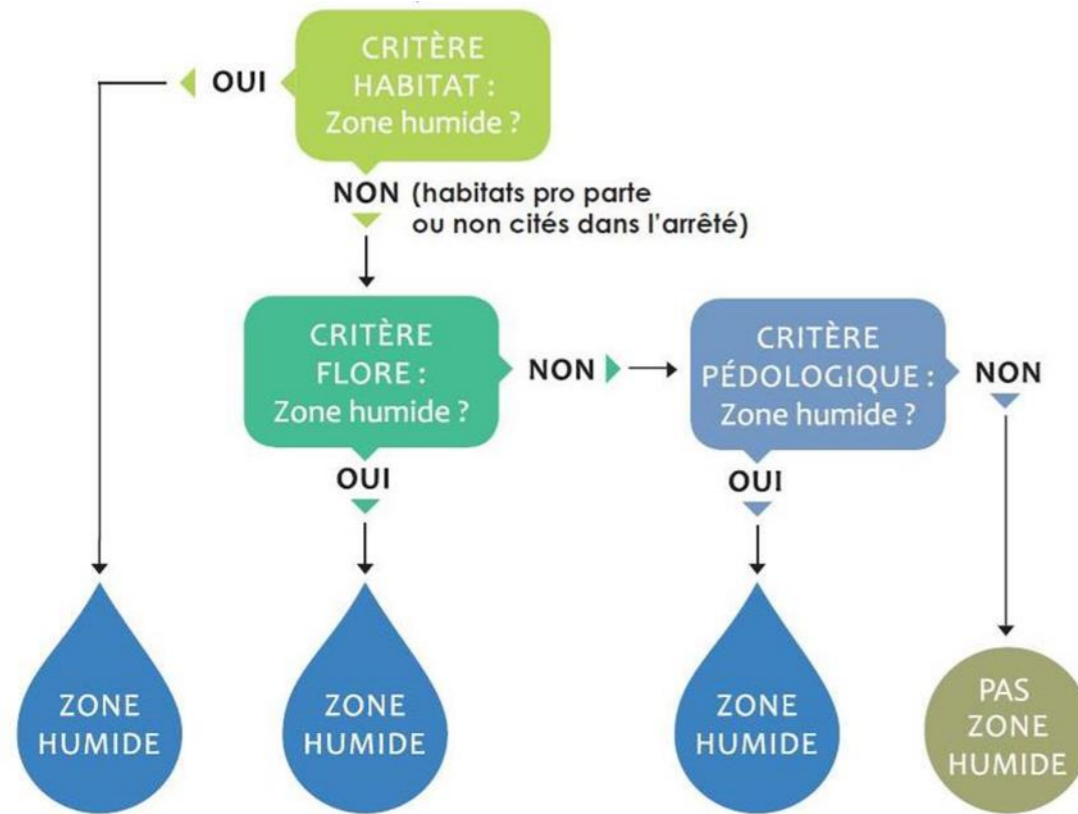 CRITÈRE
HABITAT :
Zone humide ?
OUI
NON (habitats pro parte
ou non cités dans l'arrêté)
CRITÈRE
FLORE :
Zone humide ?
NON
CRITÈRE
PÉDOLOGIQUE :
Zone humide ?
NON
OUI
OUI
ZONE
HUMIDE
ZONE
HUMIDE
ZONE
HUMIDE
PAS
ZONE
HUMIDE